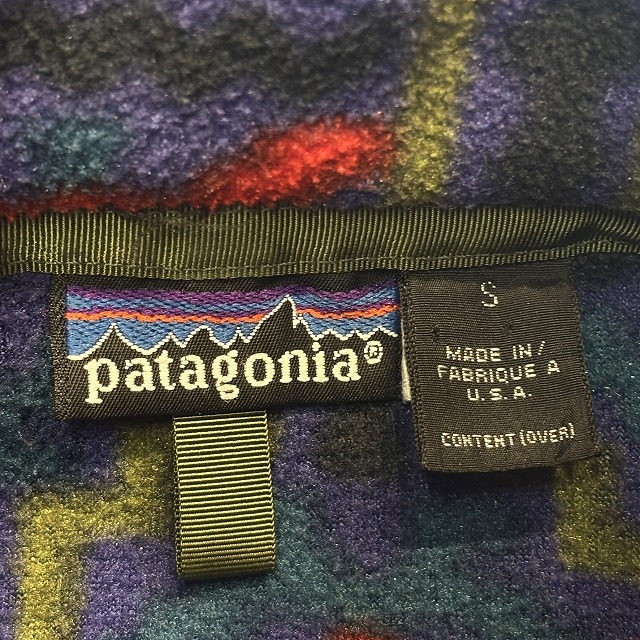 patagonia®
S
MADE IN/
FABRIQUE A
U.S.A.
CONTENT (OVER)